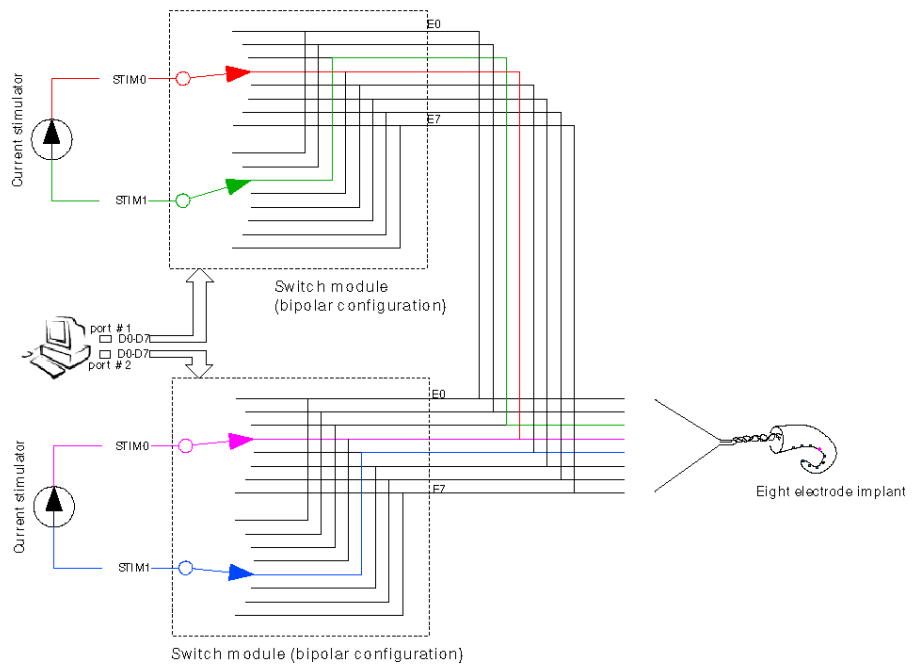 E0
STIM0
Current stimulator
E7
STIM1
Switch module
(bipolar configuration}
port # 1
D0-D7
D0-D7
port # 2
E0
STIM0
Current stimulator
E7
Eight electrode implant
STIM1
Switch module (bipolar configuration}